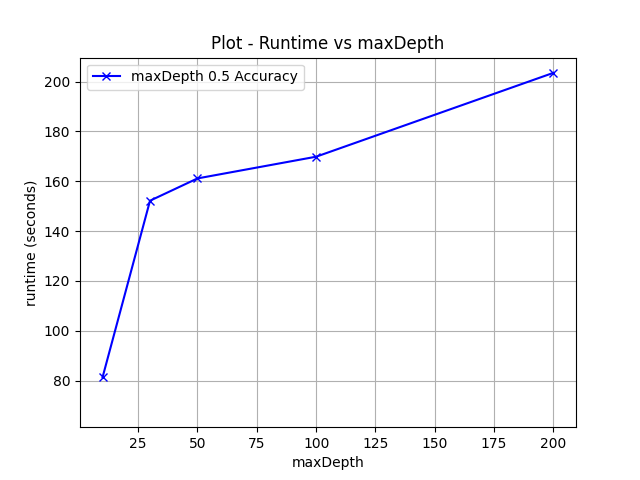 Plot - Runtime vs maxDepth
maxDepth 0.5 Accuracy
runtime (seconds)
200
180
160
140
120
100
80
25 50 75 100 125 150 175 200
maxDepth